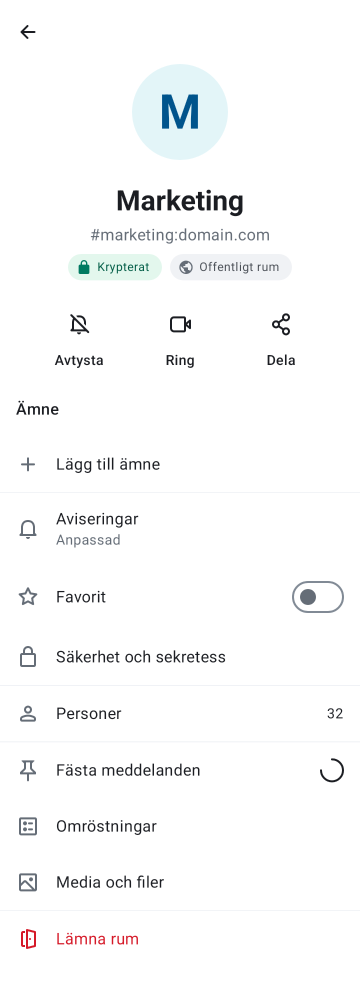 M
Marketing
#marketing:domain.com
Krypterat
Offentligt rum
Avtysta
Ring
Dela
Ämne
Lägg till ämne
Aviseringar
Anpassad
Favorit
Säkerhet och sekretess
Personer
32
Fästa meddelanden
Omröstningar
Media och filer
Lämna rum